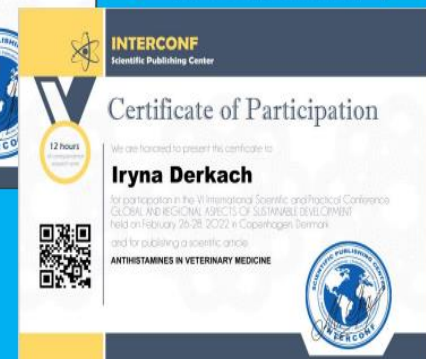 INTERCONF
Scientific Publishing Center
Certificate of Participation
12 hours
We are honored to present this certificate to
Iryna Derkach
for participation in the VI International Scientific and Practical Conference
GLOBAL AND REGIONAL ASPECTS OF SUSTAINABLE DEVELOPMENT
held on February 26-28, 2022 in Copenhagen, Denmark
and for publishing a scientific article
ANTIHISTAMINES IN VETERINARY MEDICINE
SCIENTIFIC PUBLISHING CENTER
INTERCONF